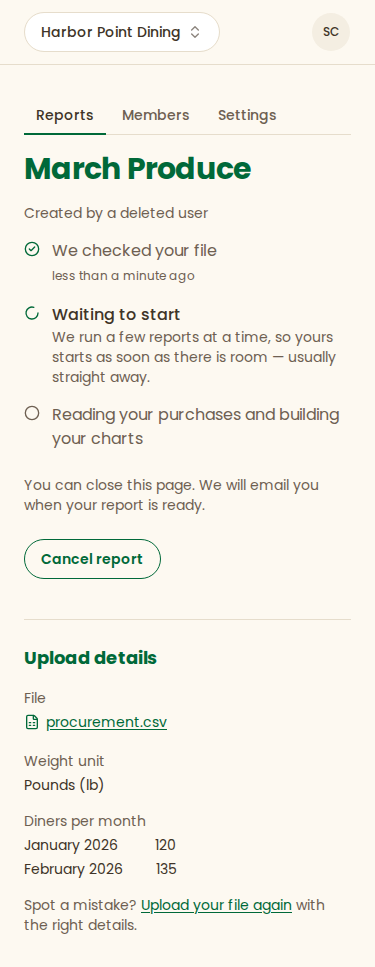 Harbor Point Dining
SC
Reports
Members
Settings
March Produce
Created by a deleted user
We checked your file
less than a minute ago
Waiting to start
We run a few reports at a time, so yours
starts as soon as there is room — usually
straight away.
Reading your purchases and building
your charts
You can close this page. We will email you
when your report is ready.
Cancel report
Upload details
File
procurement.csv
Weight unit
Pounds (lb)
Diners per month
January 2026 120
February 2026 135
Spot a mistake? Upload your file again with
the right details.